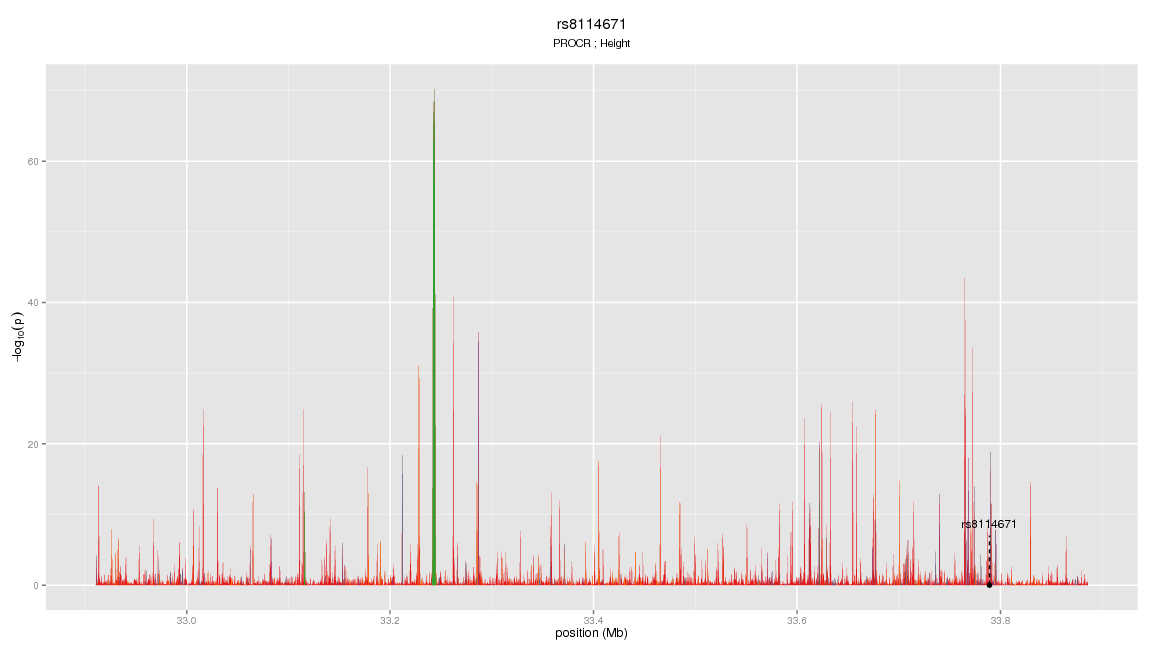 rs8114671
PROCR ; Height
60
40
20
0
-log10(p)
rs8114671
33.0 33.2 33.4 33.6 33.8
position (Mb)